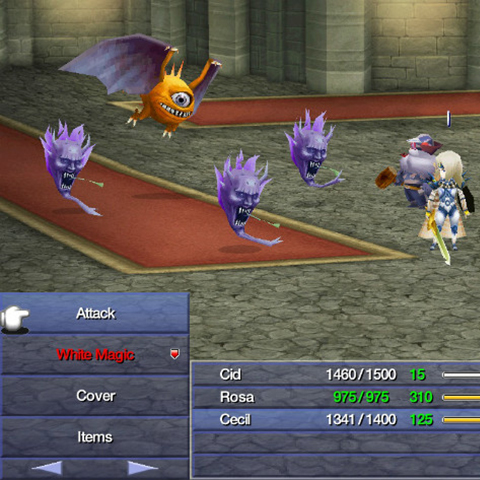 Attack
White Magic
Cover
Items
Cid 1460/1500 15
Rosa 975/975 310
Cecil 1341/1400 125